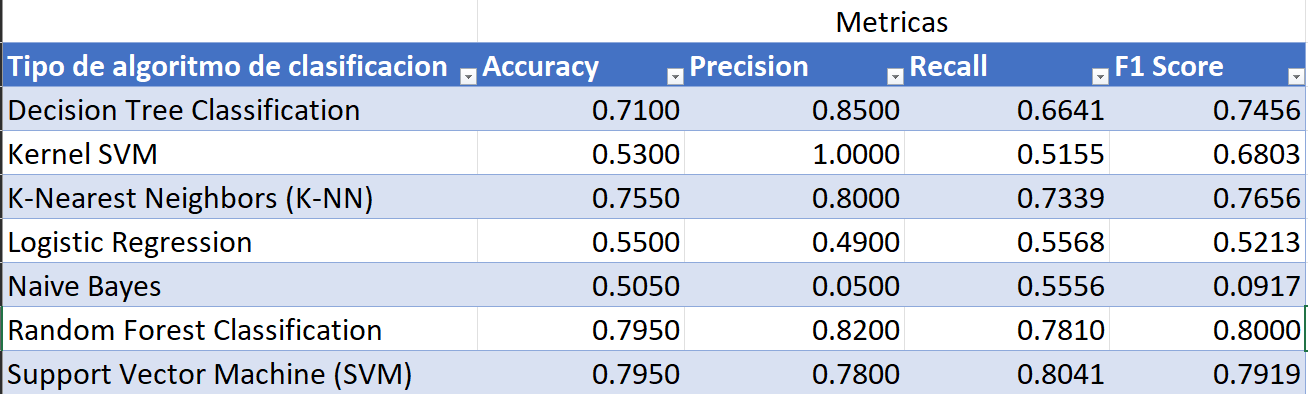 Metricas
Tipo de algoritmo de clasificacion Accuracy Precision Recall F1 Score
Decision Tree Classification 0.7100 0.8500 0.6641 0.7456
Kernel SVM 0.5300 1.0000 0.5155 0.6803
K-Nearest Neighbors (K-NN) 0.7550 0.8000 0.7339 0.7656
Logistic Regression 0.5500 0.4900 0.5568 0.5213
Naive Bayes 0.5050 0.0500 0.5556 0.0917
Random Forest Classification 0.7950 0.8200 0.7810 0.8000
Support Vector Machine (SVM) 0.7950 0.7800 0.8041 0.7919